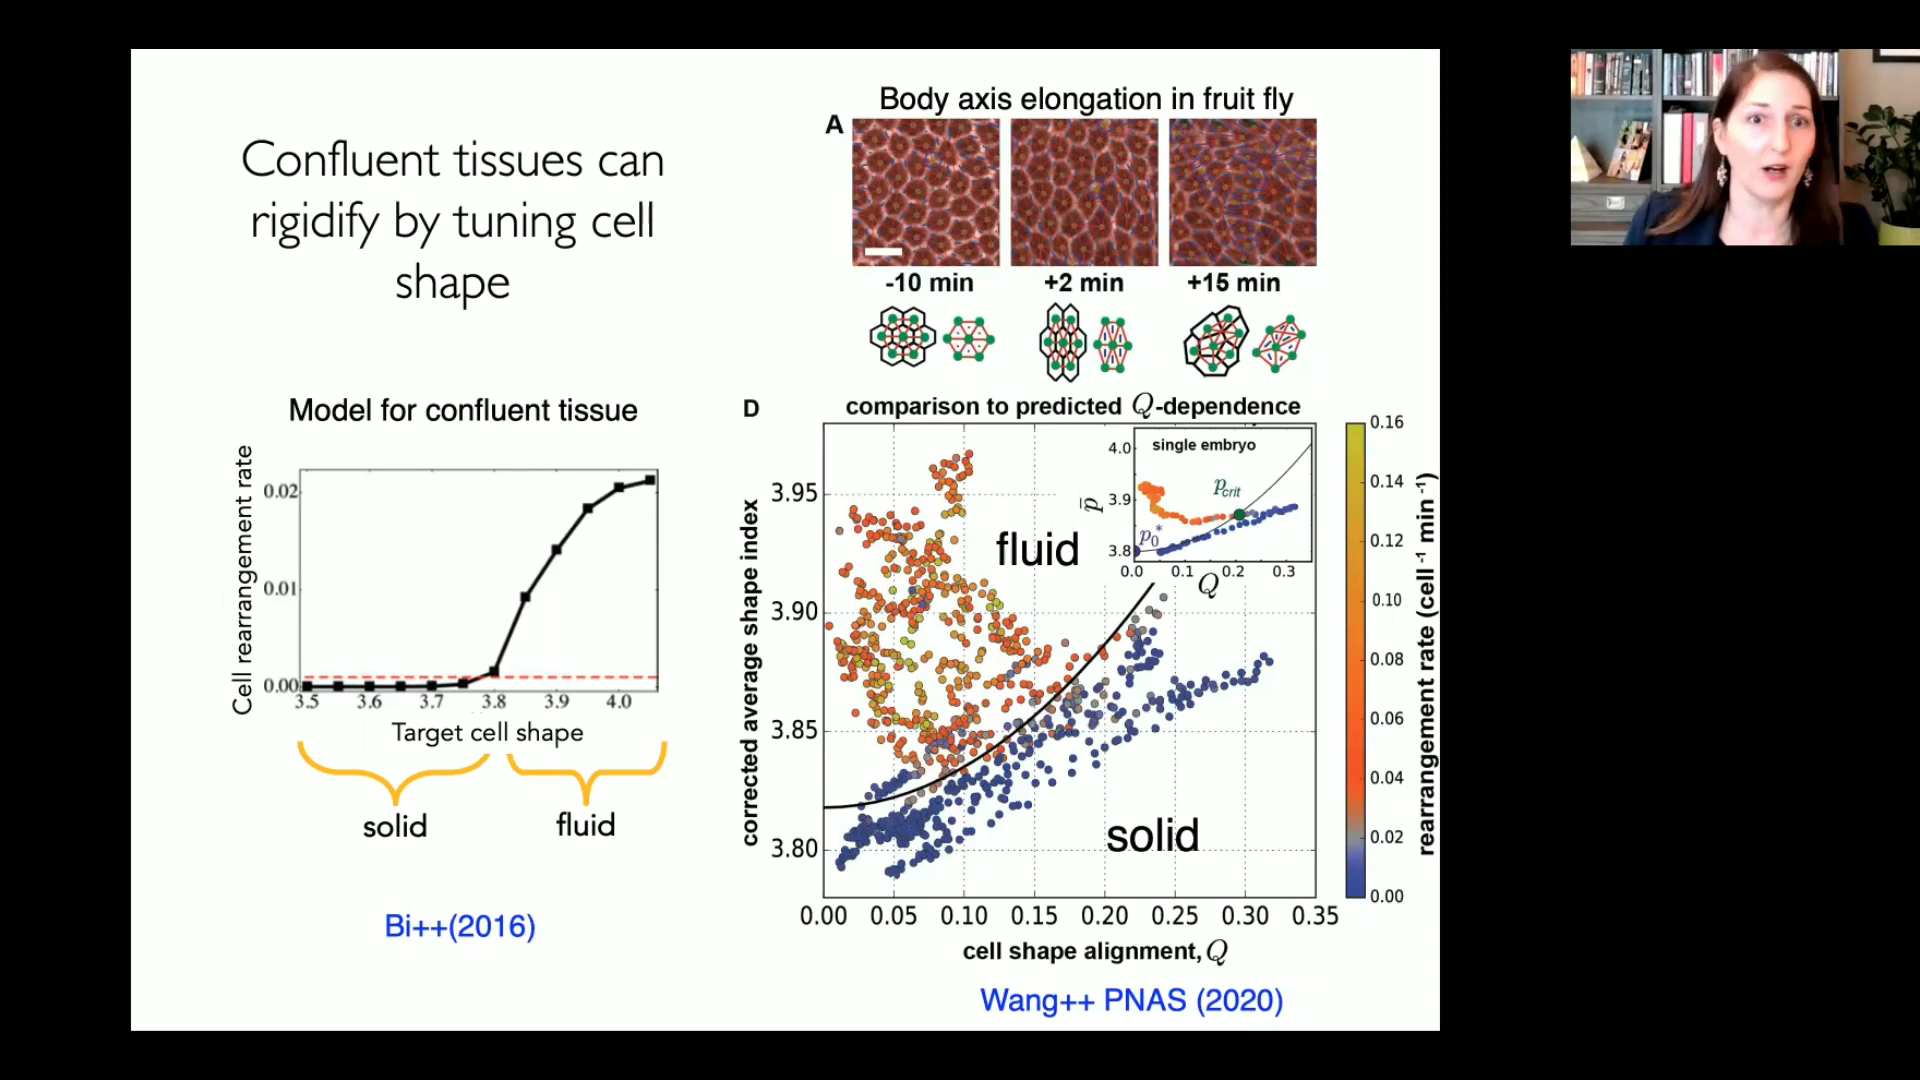 Confluent tissues can
rigidify by tuning cell
shape
Model for confluent tissue
Cell rearrangement rate
0.02
0.01
0.00
3.5 3.6 3.7 3.8 3.9 4.0
Target cell shape
solid fluid
Bi++(2016)
Body axis elongation in fruit fly
A
-10 min +2 min +15 min
D comparison to predicted Q-dependence
corrected average shape index
3.95
3.90
3.85
3.80
fluid
solid
0.00 0.05 0.10 0.15 0.20 0.25 0.30 0.35
cell shape alignment, Q
single embryo
p̄
4.0
3.9
3.8
p_crit
p_0*
0.0 0.1 0.2 0.3
Q
0.16
0.14
0.12
0.10
0.08
0.06
0.04
0.02
0.00
rearrangement rate (cell⁻¹ min⁻¹)
Wang++ PNAS (2020)